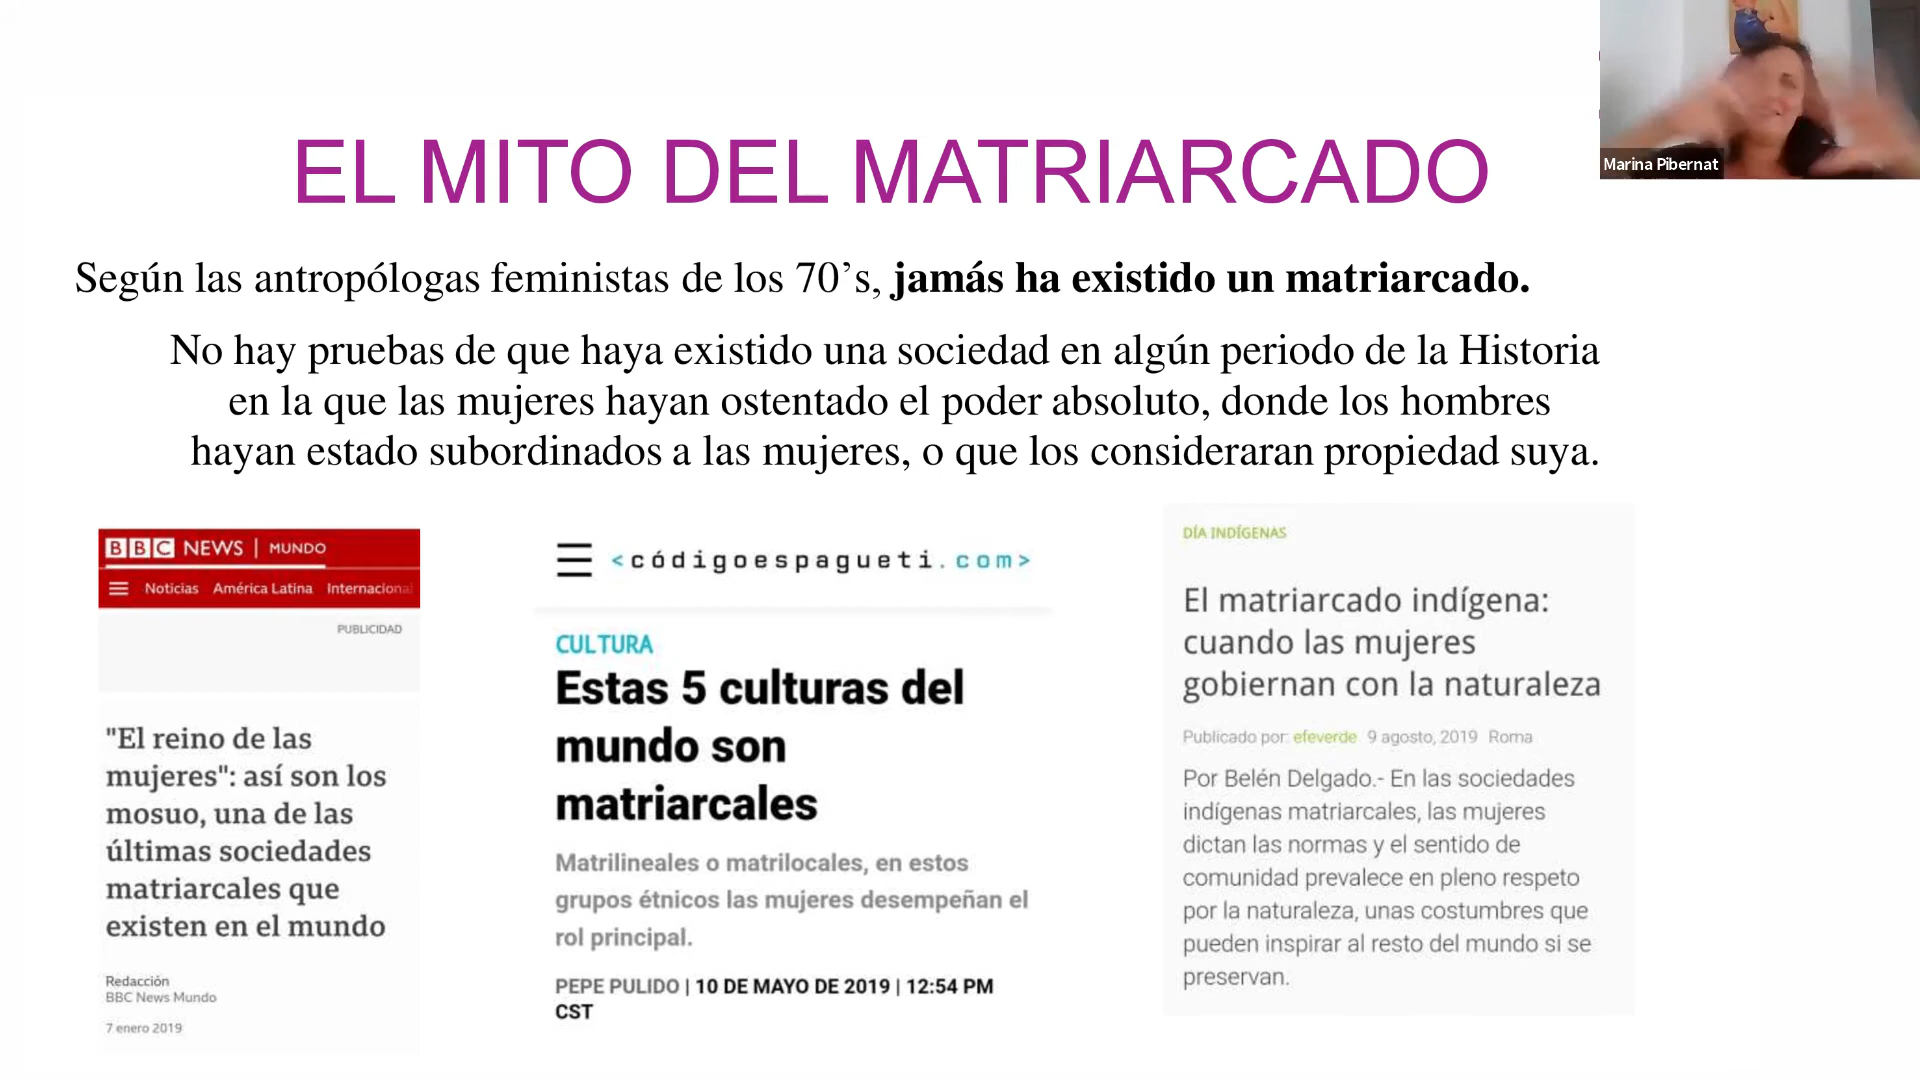 EL MITO DEL MATRIARCADO
Marina Pibernat
Según las antropólogas feministas de los 70’s, jamás ha existido un matriarcado.
No hay pruebas de que haya existido una sociedad en algún periodo de la Historia
en la que las mujeres hayan ostentado el poder absoluto, donde los hombres
hayan estado subordinados a las mujeres, o que los consideraran propiedad suya.
BBC NEWS | MUNDO
Noticias América Latina Internacional
PUBLICIDAD
"El reino de las
mujeres": así son los
mosuo, una de las
últimas sociedades
matriarcales que
existen en el mundo
Redacción
BBC News Mundo
7 enero 2019
<códigoespagueti.com>
CULTURA
Estas 5 culturas del
mundo son
matriarcales
Matrilineales o matrilocales, en estos
grupos étnicos las mujeres desempeñan el
rol principal.
PEPE PULIDO | 10 DE MAYO DE 2019 | 12:54 PM
CST
DÍA INDÍGENAS
El matriarcado indígena:
cuando las mujeres
gobiernan con la naturaleza
Publicado por: efeverde 9 agosto, 2019 Roma
Por Belén Delgado.- En las sociedades
indígenas matriarcales, las mujeres
dictan las normas y el sentido de
comunidad prevalece en pleno respeto
por la naturaleza, unas costumbres que
pueden inspirar al resto del mundo si se
preservan.